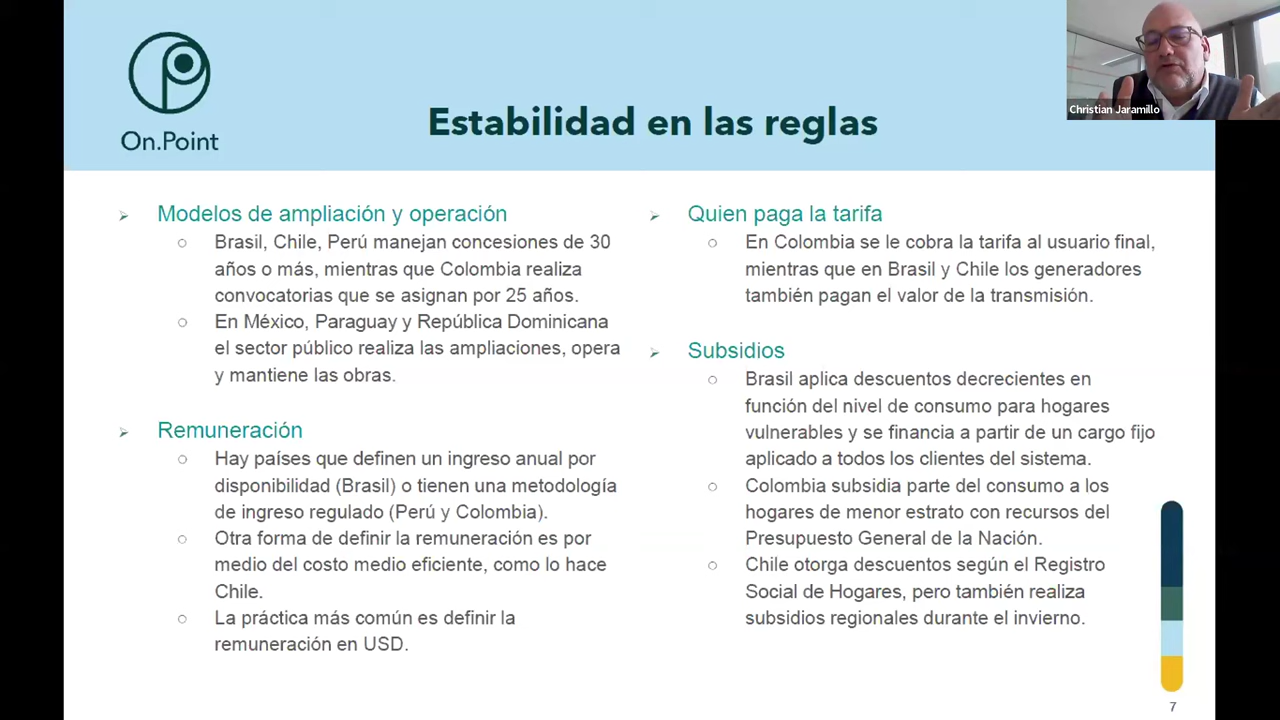 On.Point
Estabilidad en las reglas
Christian Jaramillo
Modelos de ampliación y operación
Brasil, Chile, Perú manejan concesiones de 30
años o más, mientras que Colombia realiza
convocatorias que se asignan por 25 años.
En México, Paraguay y República Dominicana
el sector público realiza las ampliaciones, opera
y mantiene las obras.
Remuneración
Hay países que definen un ingreso anual por
disponibilidad (Brasil) o tienen una metodología
de ingreso regulado (Perú y Colombia).
Otra forma de definir la remuneración es por
medio del costo medio eficiente, como lo hace
Chile.
La práctica más común es definir la
remuneración en USD.
Quien paga la tarifa
En Colombia se le cobra la tarifa al usuario final,
mientras que en Brasil y Chile los generadores
también pagan el valor de la transmisión.
Subsidios
Brasil aplica descuentos decrecientes en
función del nivel de consumo para hogares
vulnerables y se financia a partir de un cargo fijo
aplicado a todos los clientes del sistema.
Colombia subsidia parte del consumo a los
hogares de menor estrato con recursos del
Presupuesto General de la Nación.
Chile otorga descuentos según el Registro
Social de Hogares, pero también realiza
subsidios regionales durante el invierno.
7